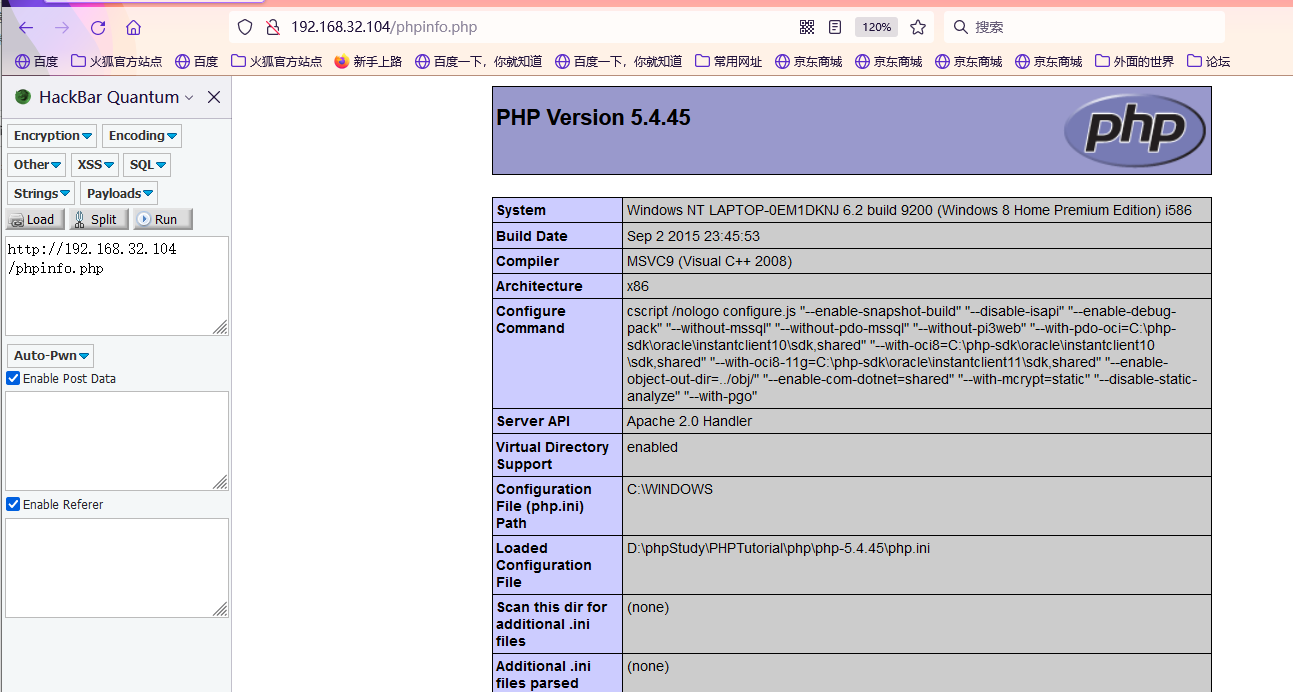 192.168.32.104/phpinfo.php
120%
搜索
百度
火狐官方站点
百度
火狐官方站点
新手上路
百度一下，你就知道
百度一下，你就知道
常用网址
京东商城
京东商城
京东商城
京东商城
外面的世界
论坛
HackBar Quantum
Encryption
Encoding
Other
XSS
SQL
Strings
Payloads
Load
Split
Run
http://192.168.32.104
/phpinfo.php
Auto-Pwn
Enable Post Data
Enable Referer
PHP Version 5.4.45
php
System
Windows NT LAPTOP-0EM1DKNJ 6.2 build 9200 (Windows 8 Home Premium Edition) i586
Build Date
Sep 2 2015 23:45:53
Compiler
MSVC9 (Visual C++ 2008)
Architecture
x86
Configure
Command
cscript /nologo configure.js "--enable-snapshot-build" "--disable-isapi" "--enable-debug-
pack" "--without-mssql" "--without-pdo-mssql" "--without-pi3web" "--with-pdo-oci=C:\php-
sdk\oracle\instantclient10\sdk,shared" "--with-oci8=C:\php-sdk\oracle\instantclient10
\sdk,shared" "--with-oci8-11g=C:\php-sdk\oracle\instantclient11\sdk,shared" "--enable-
object-out-dir=../obj/" "--enable-com-dotnet=shared" "--with-mcrypt=static" "--disable-static-
analyze" "--with-pgo"
Server API
Apache 2.0 Handler
Virtual Directory
Support
enabled
Configuration
File (php.ini)
Path
C:\WINDOWS
Loaded
Configuration
File
D:\phpStudy\PHPTutorial\php\php-5.4.45\php.ini
Scan this dir for
additional .ini
files
(none)
Additional .ini
files parsed
(none)